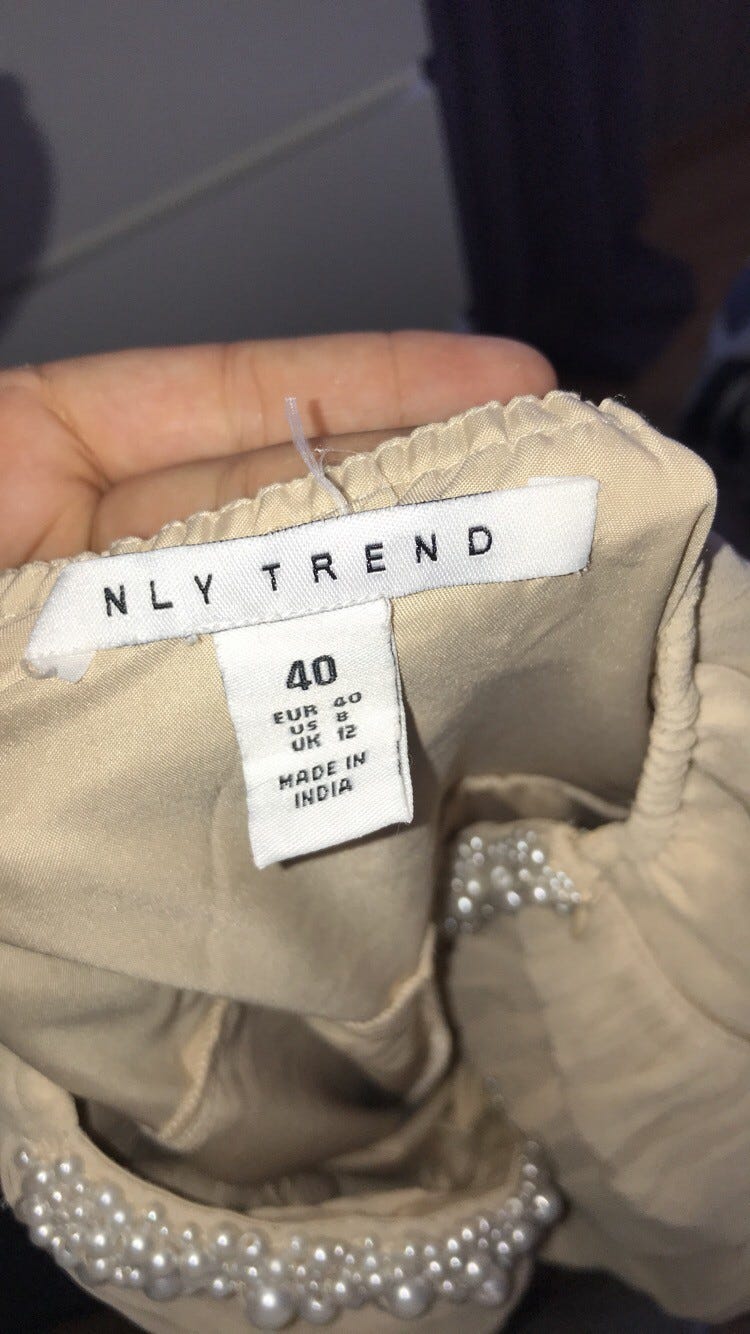 NLY TREND
40
EUR 40
US 8
UK 12
MADE IN
INDIA